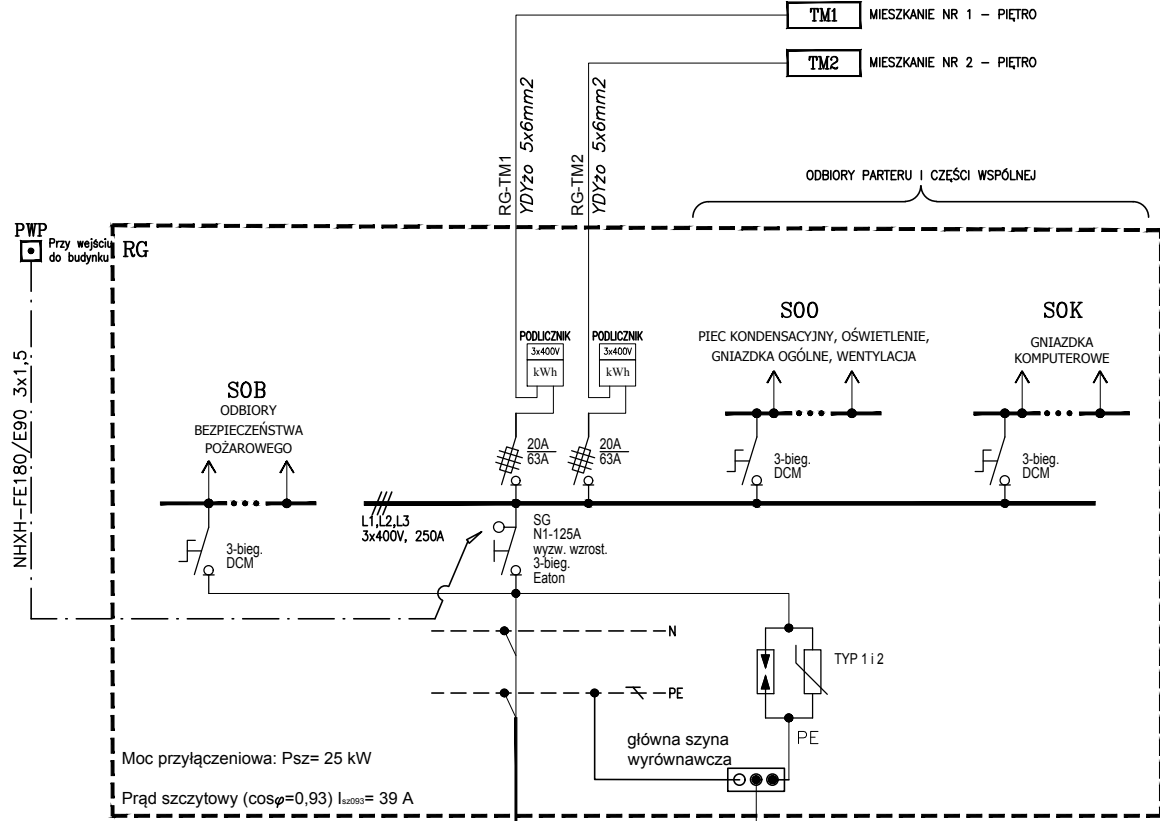 TM1 MIESZKANIE NR 1 – PIĘTRO
TM2 MIESZKANIE NR 2 – PIĘTRO
RG-TM1
YDYżo 5x6mm2
RG-TM2
YDYżo 5x6mm2
ODBIORY PARTERU I CZĘŚCI WSPÓLNEJ
PWP
Przy wejściu
do budynku
RG
NHXH–FE180/E90 3x1,5
PODLICZNIK
3x400V
kWh
PODLICZNIK
3x400V
kWh
SOO
PIEC KONDENSACYJNY, OŚWIETLENIE,
GNIAZDKA OGÓLNE, WENTYLACJA
SOK
GNIAZDKA
KOMPUTEROWE
SOB
ODBIORY
BEZPIECZEŃSTWA
POŻAROWEGO
20A
63A
20A
63A
3-bieg.
DCM
3-bieg.
DCM
L1,L2,L3
3x400V, 250A
SG
N1-125A
wyzw. wzrost.
3-bieg.
Eaton
3-bieg.
DCM
N
TYP 1 i 2
PE
PE
główna szyna
wyrównawcza
Moc przyłączeniowa: Psz= 25 kW
Prąd szczytowy (cosφ=0,93) Isz093= 39 A